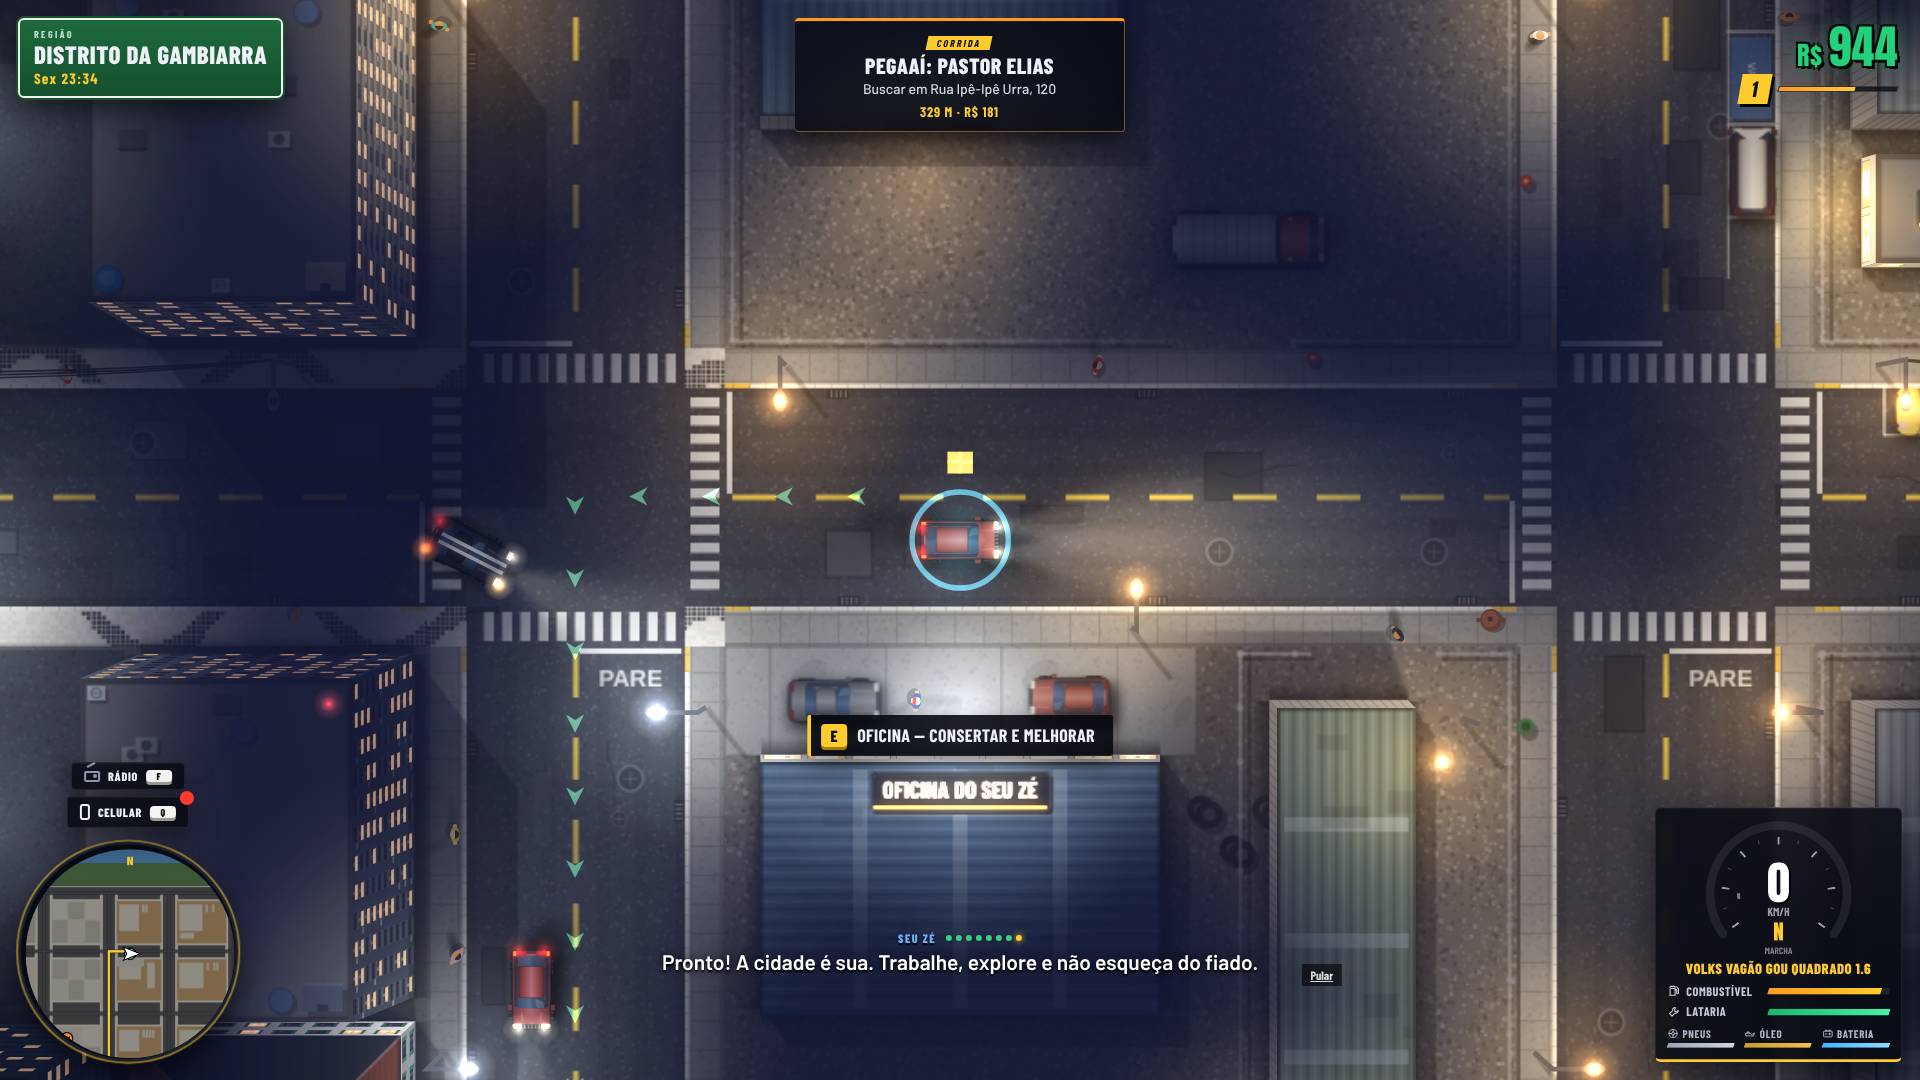 REGIÃO
DISTRITO DA GAMBIARRA
Sex 23:34
CORRIDA
PEGAAÍ: PASTOR ELIAS
Buscar em Rua Ipê-Ipê Urra, 120
329 M · R$ 181
R$ 944
1
PARE
PARE
E OFICINA — CONSERTAR E MELHORAR
OFICINA DO SEU ZÉ
RÁDIO F
CELULAR Q
N
SEU ZÉ
Pronto! A cidade é sua. Trabalhe, explore e não esqueça do fiado.
Pular
0
KM/H
N
MARCHA
VOLKS VAGÃO GOU QUADRADO 1.6
COMBUSTÍVEL
LATARIA
PNEUS ÓLEO BATERIA